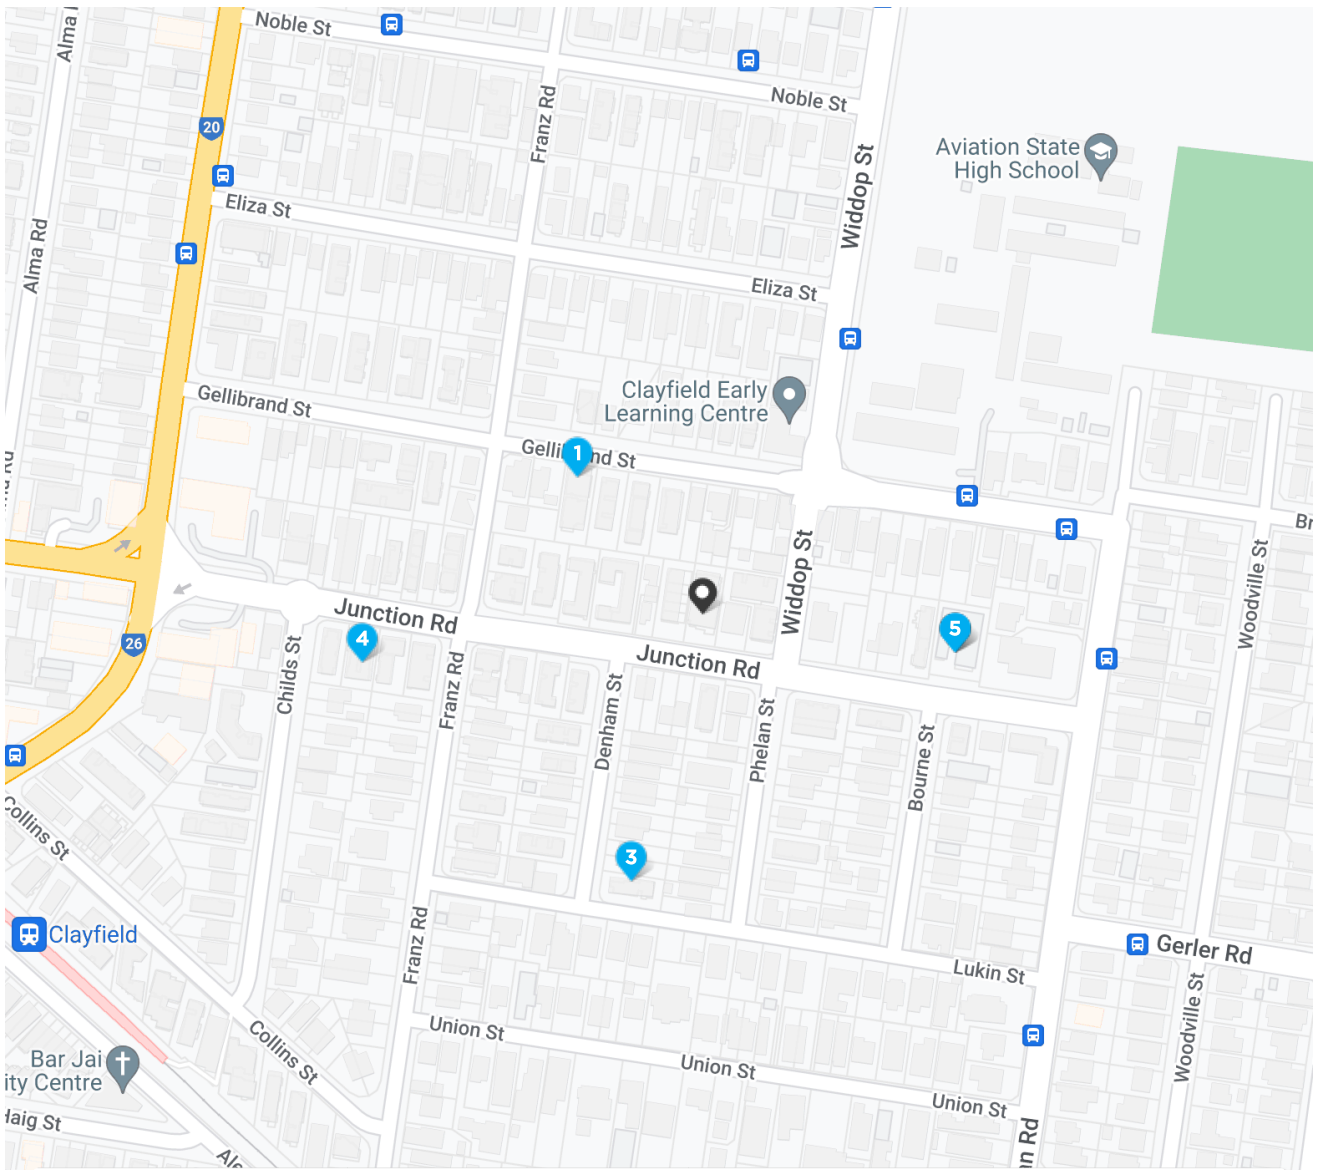 Noble St
Alma
Noble St
20
Franz Rd
Aviation State
High School
Widdop St
Eliza St
Alma Rd
Eliza St
Clayfield Early
Learning Centre
Gellibrand St
1
Gellibrand St
Widdop St
Woodville St
Junction Rd
4
5
26
Junction Rd
Childs St
Franz Rd
Denham St
Phelan St
Bourne St
Collins St
3
Clayfield
Franz Rd
Gerler Rd
Lukin St
Union St
Woodville St
Collins St
Bar Jai
ity Centre
Union St
Union St
Haig St